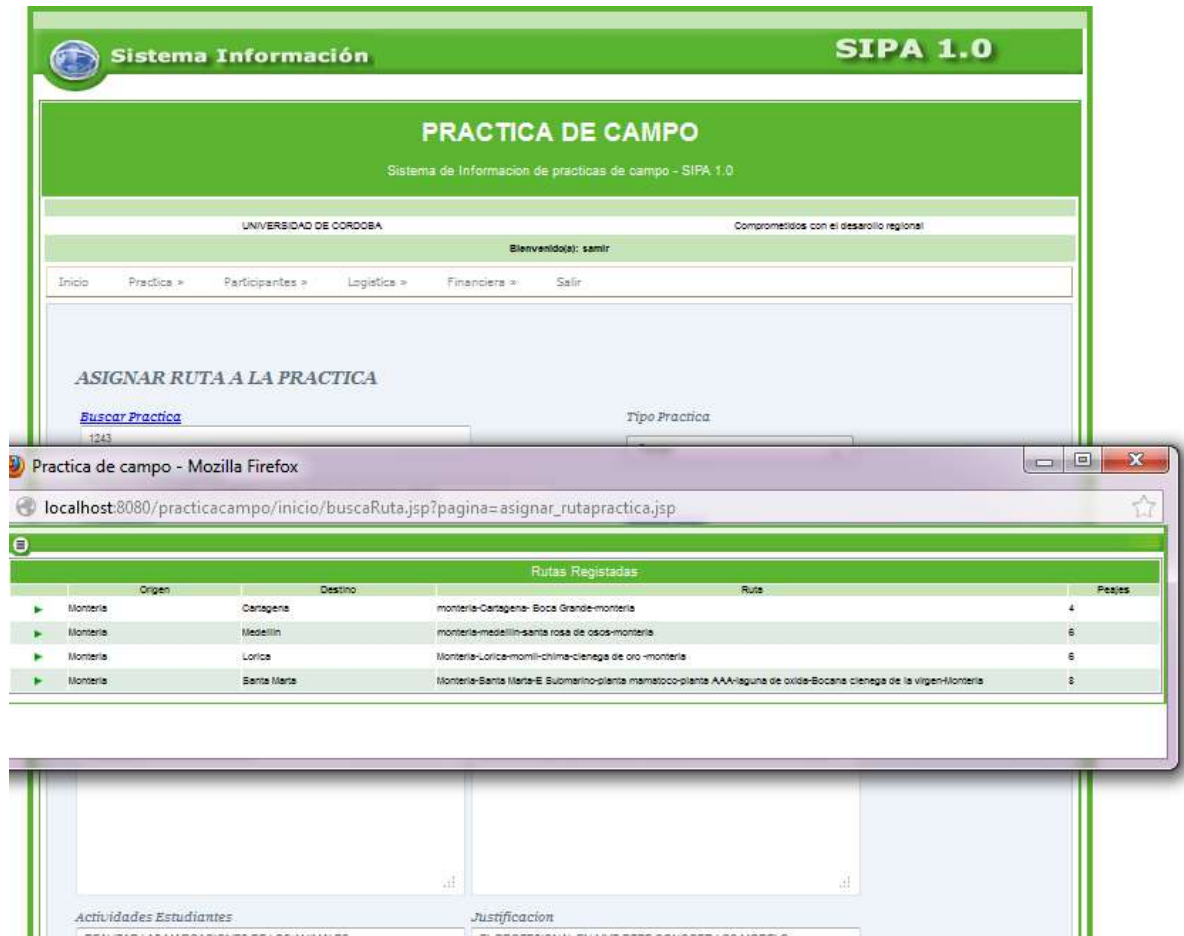 Sistema Información
SIPA 1.0
PRACTICA DE CAMPO
Sistema de Informacion de practicas de campo - SIPA 1.0
UNIVERSIDAD DE CORDOBA
Comprometidos con el desarollo regional
Bienvenido(a): samir
Inicio Practica » Participantes » Logistica » Financiera » Salir
ASIGNAR RUTA A LA PRACTICA
Buscar Practica
Tipo Practica
1243
Practica de campo - Mozilla Firefox
localhost:8080/practicacampo/inicio/buscaRuta.jsp?pagina=asignar_rutapractica.jsp
Rutas Registadas
Origen Destino Ruta Peajes
Monteria Cartagena monteria-Cartagena- Boca Grande-monteria 4
Monteria Medellin monteria-medellin-santa rosa de osos-monteria 6
Monteria Lorica Monteria-Lorica-momil-chima-cienega de oro -monteria 6
Monteria Santa Marta Monteria-Santa Marta-E Submarino-planta mamatoco-planta AAA-laguna de oxida-Bocana cienega de la virgen-Monteria 8
Actividades Estudiantes
Justificacion